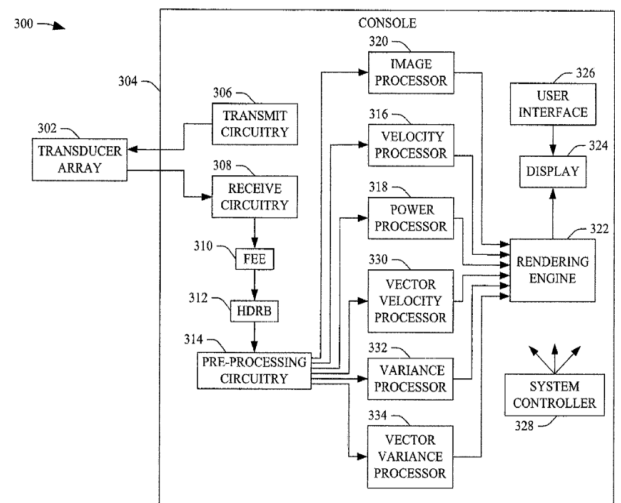 300
CONSOLE
304
302
TRANSDUCER
ARRAY
306
TRANSMIT
CIRCUITRY
308
RECEIVE
CIRCUITRY
310
FEE
312
HDRB
314
PRE-PROCESSING
CIRCUITRY
320
IMAGE
PROCESSOR
316
VELOCITY
PROCESSOR
318
POWER
PROCESSOR
330
VECTOR
VELOCITY
PROCESSOR
332
VARIANCE
PROCESSOR
334
VECTOR
VARIANCE
PROCESSOR
326
USER
INTERFACE
324
DISPLAY
322
RENDERING
ENGINE
SYSTEM
CONTROLLER
328